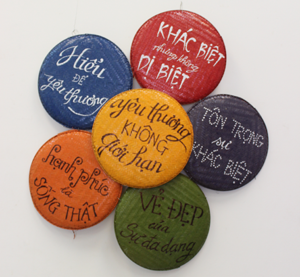 Hiểu
ĐỂ
yêu thương
KHÁC BIỆT
nhưng không
DỊ BIỆT
yêu thương
KHÔNG
giới hạn
TÔN TRỌNG
sự
KHÁC BIỆT
hạnh phúc
là
SỐNG THẬT
VẺ ĐẸP
của
Sự đa dạng